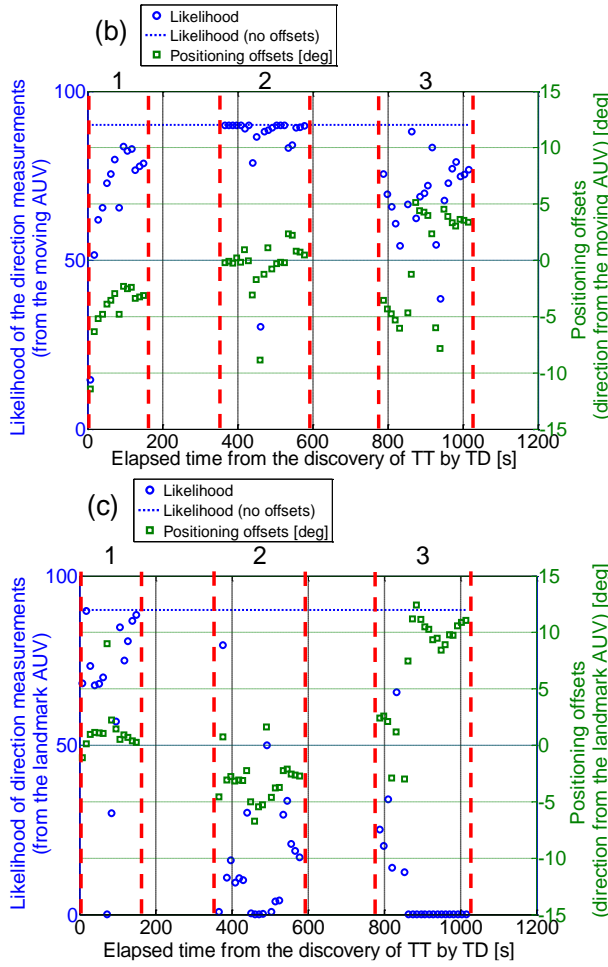 (b)
Likelihood
Likelihood (no offsets)
Positioning offsets [deg]
1 2 3
100
50
0
Likelihood of the direction measurements
(from the moving AUV)
15
10
5
0
-5
-10
-15
Positioning offsets
(direction from the moving AUV) [deg]
0 200 400 600 800 1000 1200
Elapsed time from the discovery of TT by TD [s]
(c)
Likelihood
Likelihood (no offsets)
Positioning offsets [deg]
1 2 3
100
50
0
Likelihood of direction measurements
(from the landmark AUV)
15
10
5
0
-5
-10
-15
Positioning offsets
(direction from the landmark AUV) [deg]
0 200 400 600 800 1000 1200
Elapsed time from the discovery of TT by TD [s]